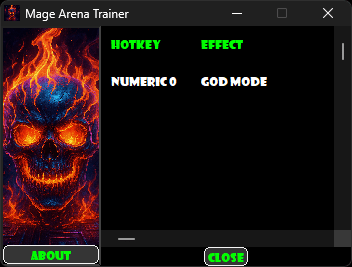 Mage Arena Trainer
HOTKEY EFFECT
NUMERIC 0 GOD MODE
ABOUT
CLOSE